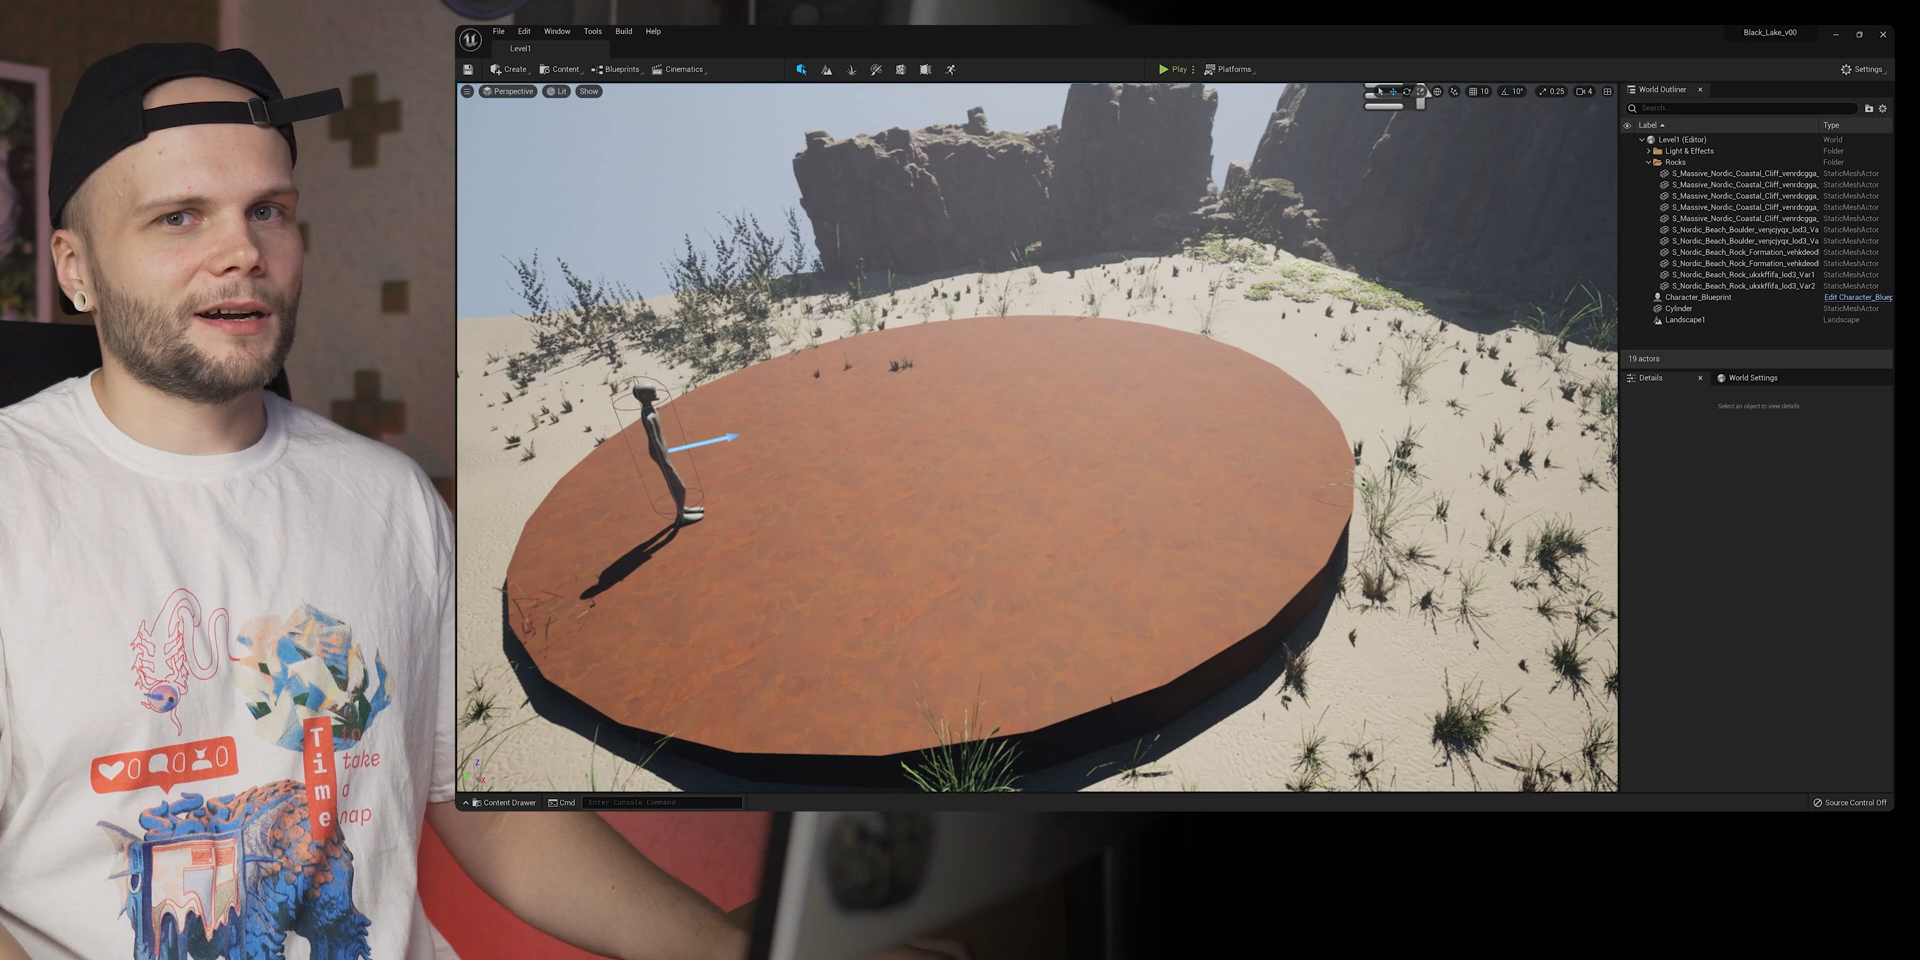 File Edit Window Tools Build Help
Black_Lake_v00
Level1
Create Content Blueprints Cinematics Play Platforms Settings
Perspective Lit Show
10 10° 0.25 4
World Outliner
Search...
Label Type
Level1 (Editor) World
Light & Effects Folder
Rocks Folder
S_Massive_Nordic_Coastal_Cliff_venrdcgga_ StaticMeshActor
S_Massive_Nordic_Coastal_Cliff_venrdcgga_ StaticMeshActor
S_Massive_Nordic_Coastal_Cliff_venrdcgga_ StaticMeshActor
S_Massive_Nordic_Coastal_Cliff_venrdcgga_ StaticMeshActor
S_Massive_Nordic_Coastal_Cliff_venrdcgga_ StaticMeshActor
S_Nordic_Beach_Boulder_venjcjyqx_lod3_Va StaticMeshActor
S_Nordic_Beach_Boulder_venjcjyqx_lod3_Va StaticMeshActor
S_Nordic_Beach_Rock_Formation_vehkdeod StaticMeshActor
S_Nordic_Beach_Rock_Formation_vehkdeod StaticMeshActor
S_Nordic_Beach_Rock_ukxkffifa_lod3_Var1 StaticMeshActor
S_Nordic_Beach_Rock_ukxkffifa_lod3_Var2 StaticMeshActor
Character_Blueprint Edit Character_Bluep
Cylinder StaticMeshActor
Landscape1 Landscape
19 actors
Details World Settings
Select an object to view details.
Z
X
Content Drawer Cmd Enter Console Command
Source Control Off
0 0 0
Time
to
take
a
nap